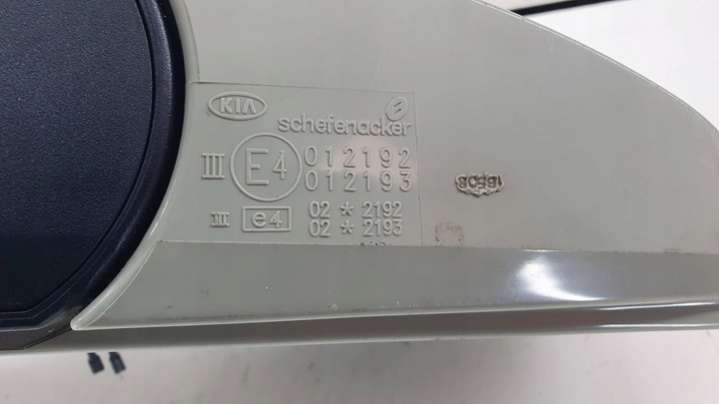 KIA
schefenacker
III E4 012192
012193
III e4 02 * 2192
02 * 2193